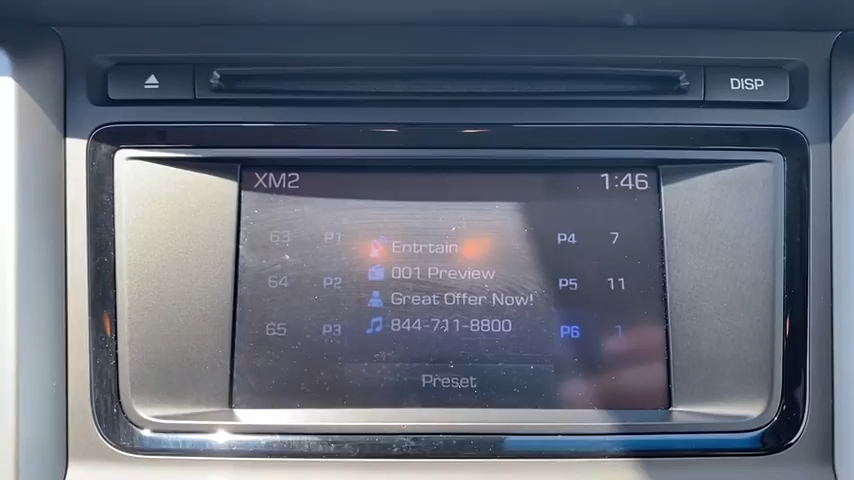 DISP
XM2 1:46
63 P1 Entrtain P4 7
001 Preview
64 P2 P5 11
Great Offer Now!
65 P3 844-711-8800 P6 1
Preset